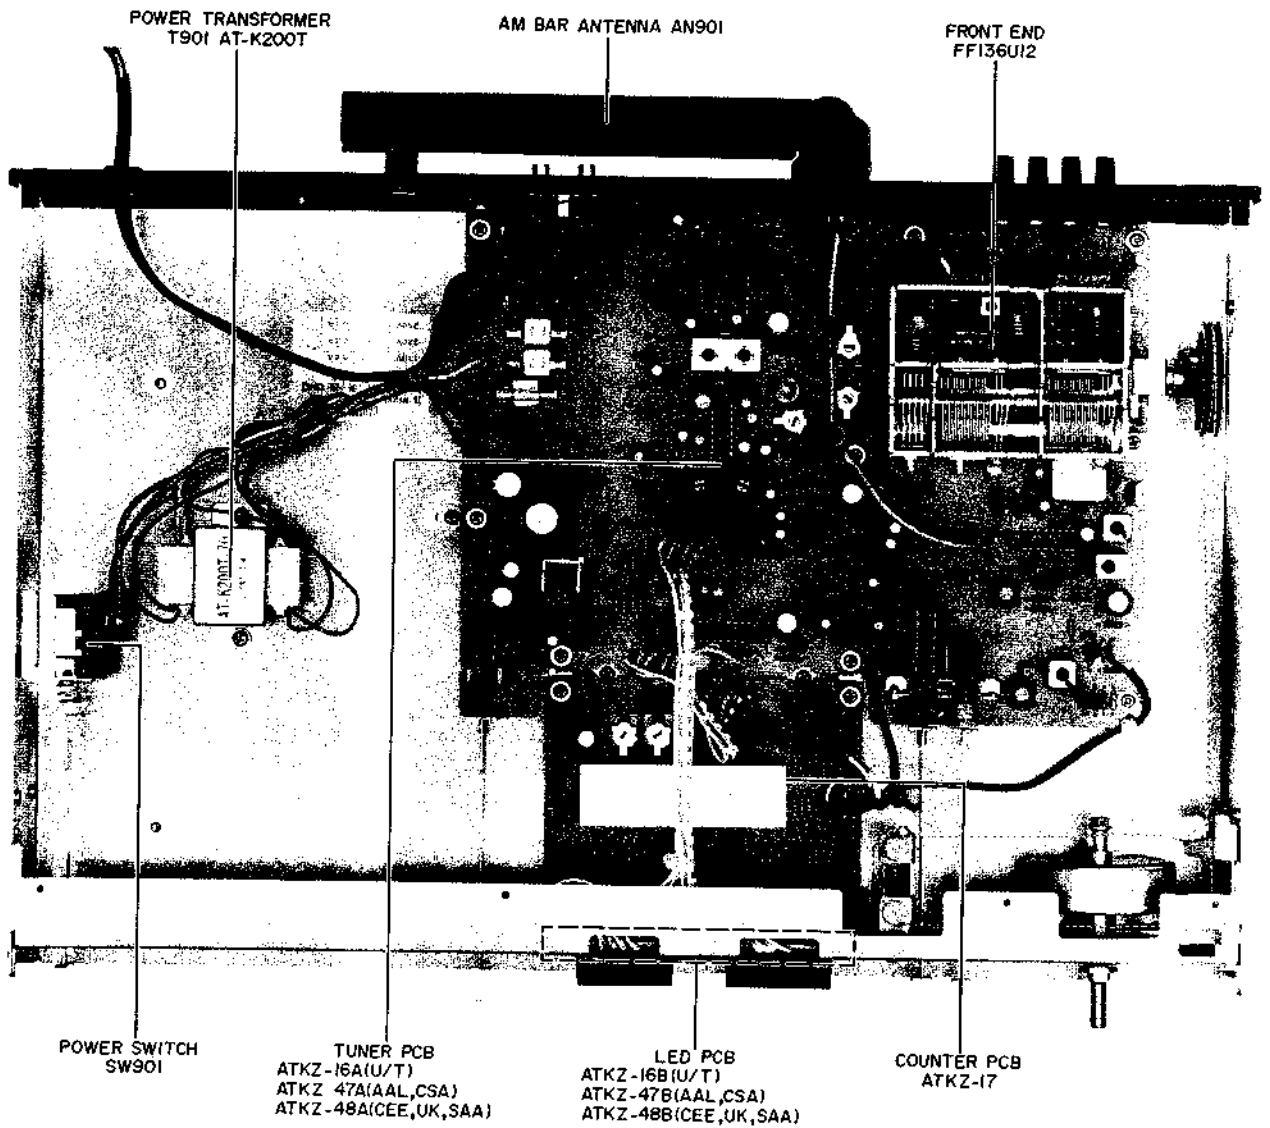 POWER TRANSFORMER
T901 AT-K200T
AM BAR ANTENNA AN901
FRONT END
FF136U12
AT-K200T
POWER SWITCH
SW901
TUNER PCB
ATKZ-16A(U/T)
ATKZ 47A(AAL,CSA)
ATKZ-48A(CEE,UK,SAA)
LED PCB
ATKZ-16B(U/T)
ATKZ-47B(AAL,CSA)
ATKZ-48B(CEE,UK,SAA)
COUNTER PCB
ATKZ-17